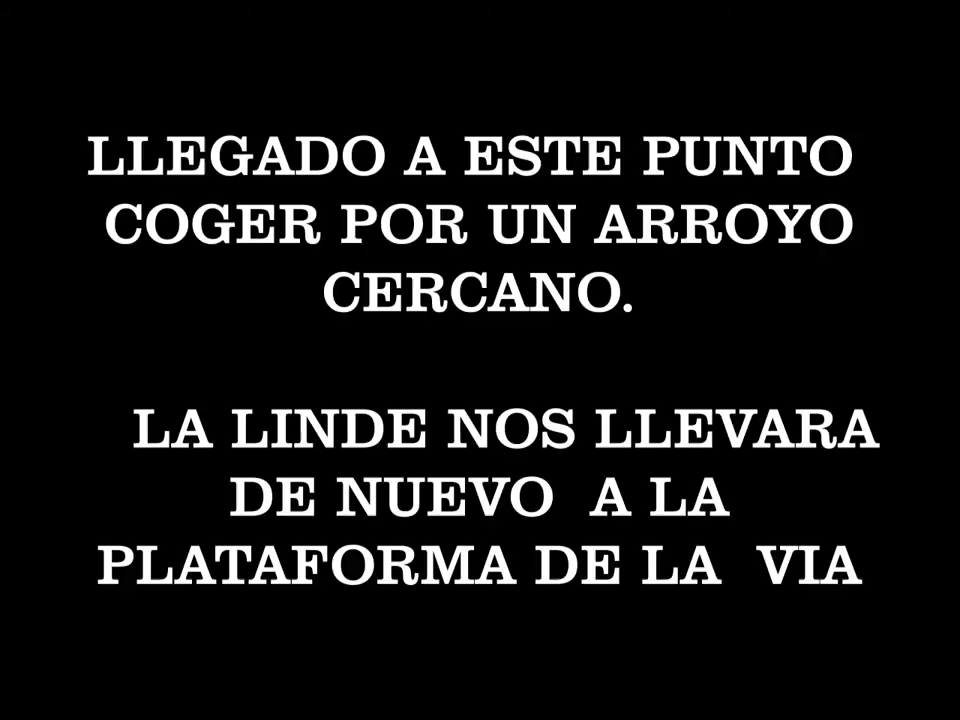 LLEGADO A ESTE PUNTO
COGER POR UN ARROYO
CERCANO.
LA LINDE NOS LLEVARA
DE NUEVO A LA
PLATAFORMA DE LA VIA